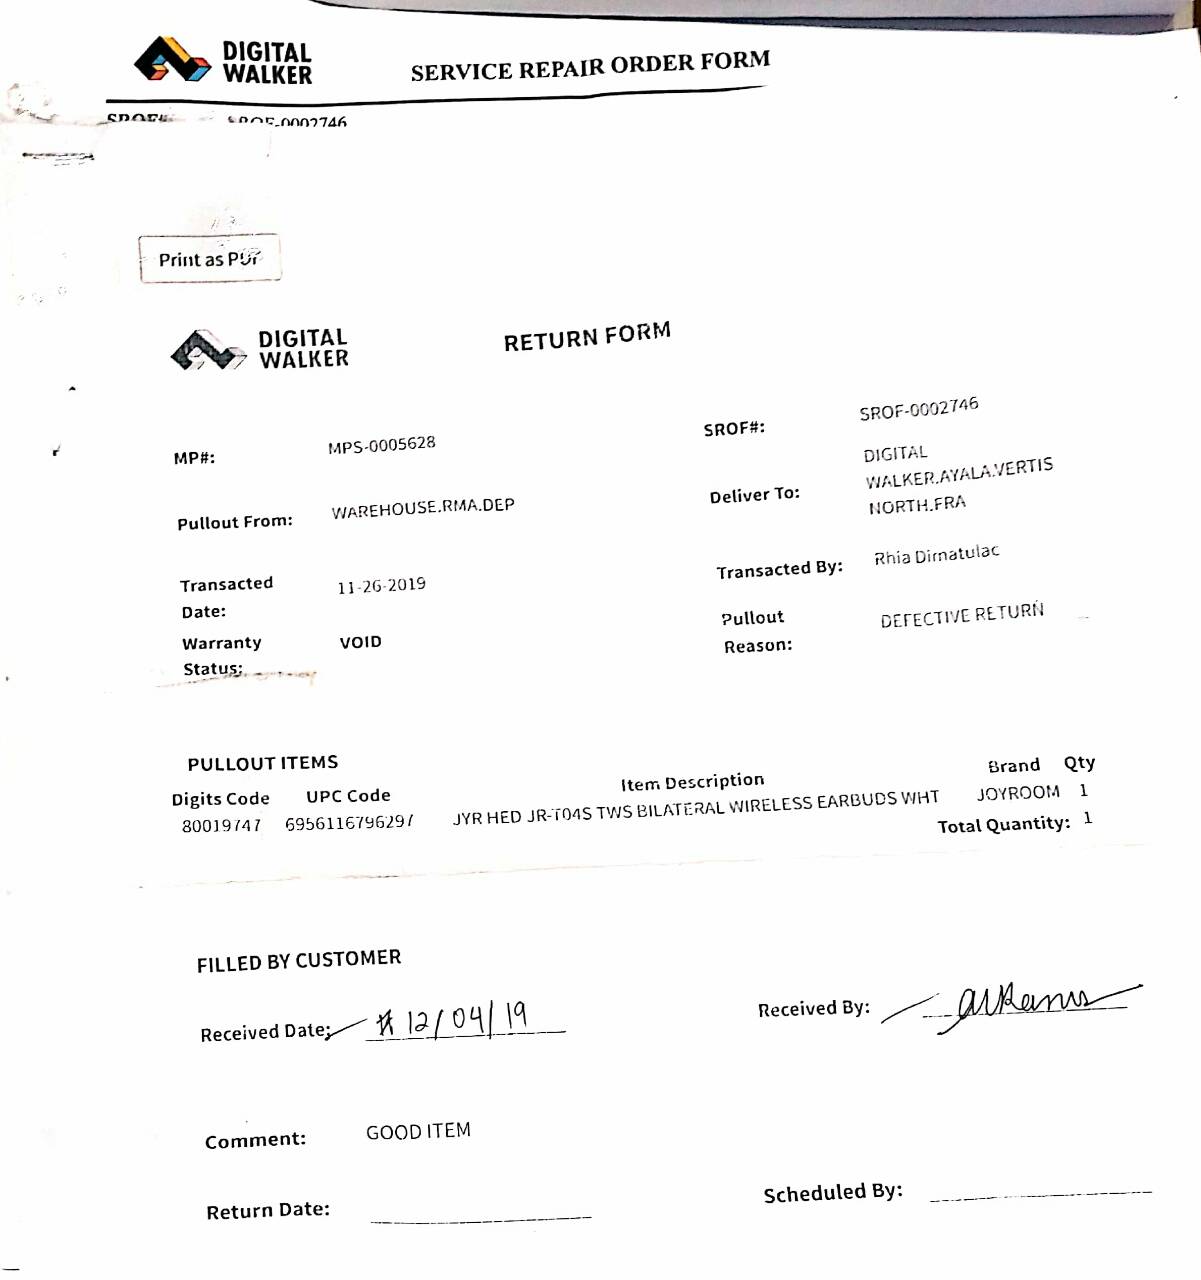 DIGITAL
WALKER
SERVICE REPAIR ORDER FORM
SROF# SROF-0002746
Print as PDF
DIGITAL
WALKER
RETURN FORM
MP#: MPS-0005628
SROF#: SROF-0002746
Pullout From: WAREHOUSE.RMA.DEP
Deliver To: DIGITAL
WALKER.AYALA.VERTIS
NORTH.FRA
Transacted
Date: 11-26-2019
Transacted By: Rhia Dimatulac
Warranty
Status: VOID
Pullout
Reason: DEFECTIVE RETURN
PULLOUT ITEMS
Digits Code UPC Code Item Description Brand Qty
80019747 6956116796297 JYR HED JR-T04S TWS BILATERAL WIRELESS EARBUDS WHT JOYROOM 1
Total Quantity: 1
FILLED BY CUSTOMER
Received Date: 12/04/19
Received By:
Comment: GOOD ITEM
Return Date:
Scheduled By: